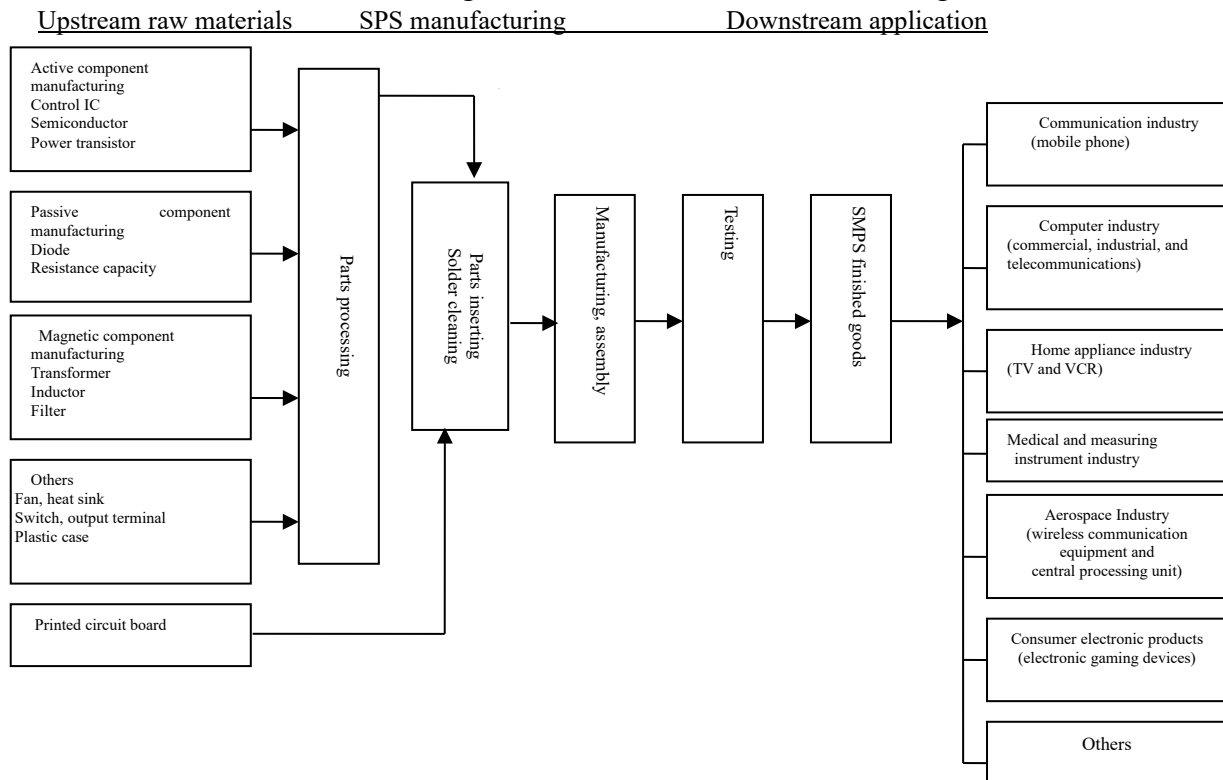 Upstream raw materials SPS manufacturing Downstream application
Active component
manufacturing
Control IC
Semiconductor
Power transistor
Passive component
manufacturing
Diode
Resistance capacity
Magnetic component
manufacturing
Transformer
Inductor
Filter
Others
Fan, heat sink
Switch, output terminal
Plastic case
Printed circuit board
Parts processing
Parts inserting
Solder cleaning
Manufacturing, assembly
Testing
SMPS finished goods
Communication industry
(mobile phone)
Computer industry
(commercial, industrial, and
telecommunications)
Home appliance industry
(TV and VCR)
Medical and measuring
instrument industry
Aerospace Industry
(wireless communication
equipment and
central processing unit)
Consumer electronic products
(electronic gaming devices)
Others